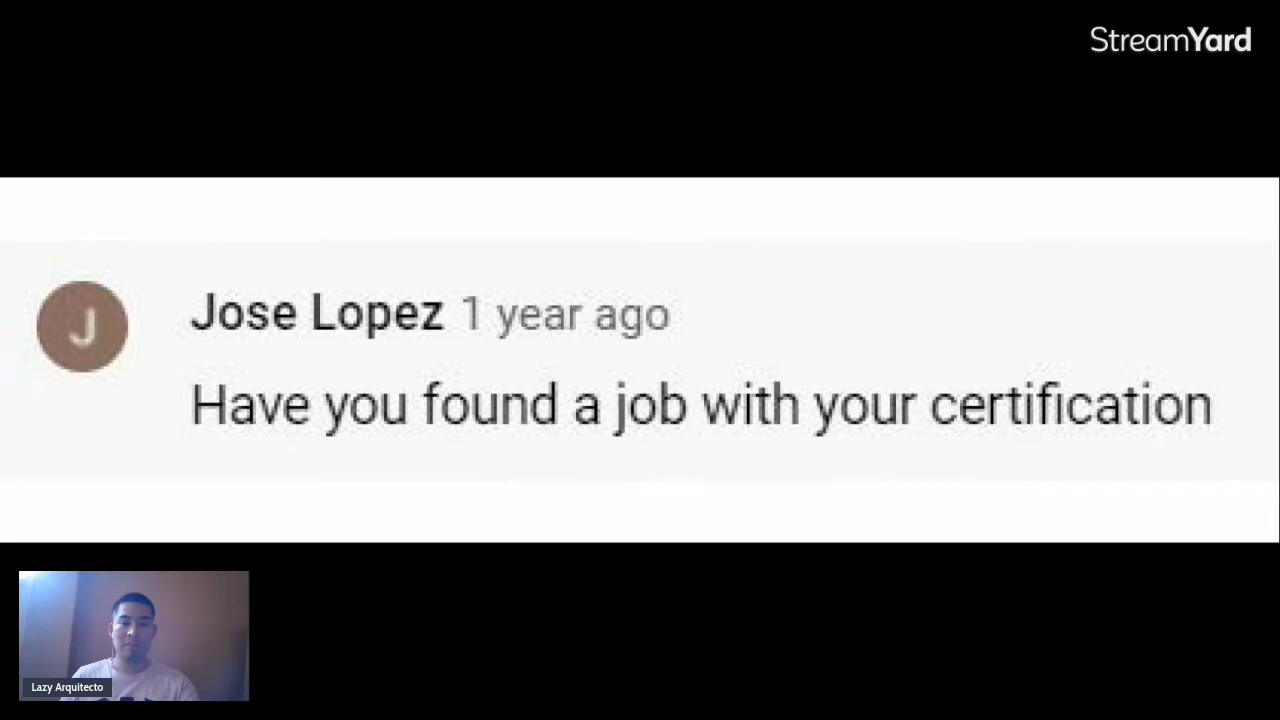 StreamYard
J
Jose Lopez 1 year ago
Have you found a job with your certification
Lazy Arquitecto